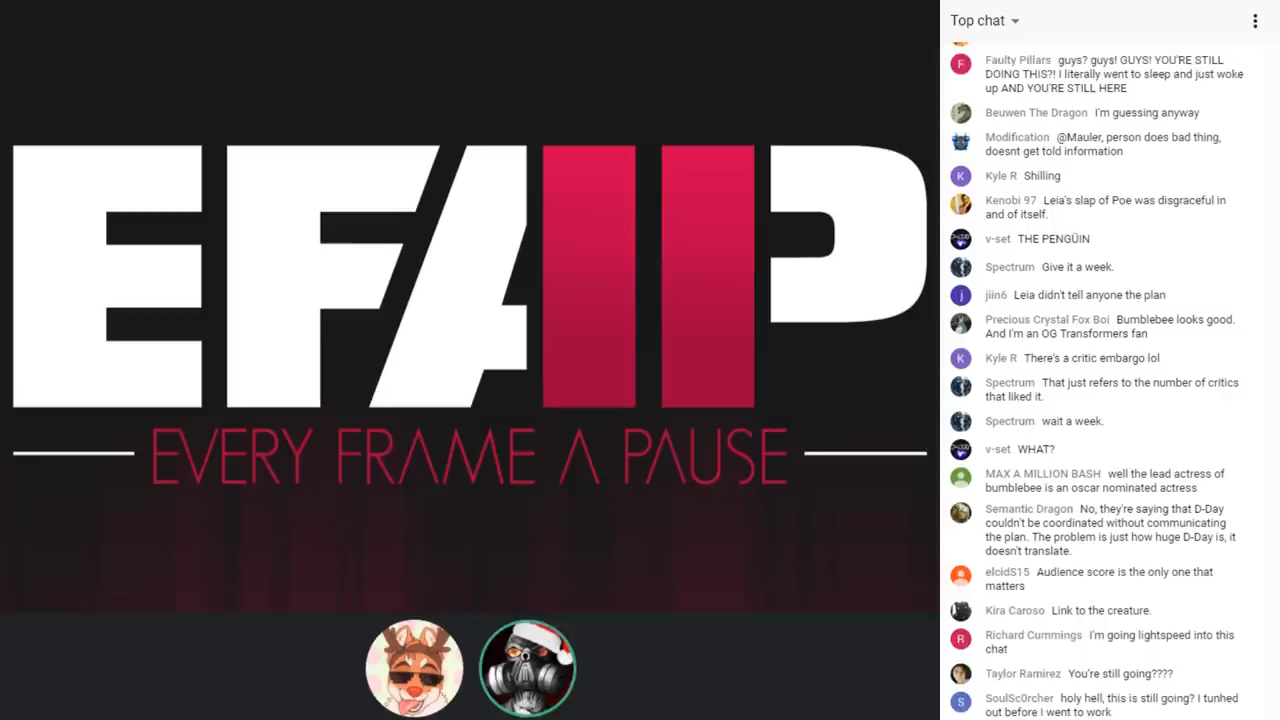 EFAP
EVERY FRAME A PAUSE
Top chat
F
Faulty Pillars guys? guys! GUYS! YOU'RE STILL
DOING THIS?! I literally went to sleep and just woke
up AND YOU'RE STILL HERE
Beuwen The Dragon I'm guessing anyway
Modification @Mauler, person does bad thing,
doesnt get told information
K
Kyle R Shilling
Kenobi 97 Leia's slap of Poe was disgraceful in
and of itself.
v-set THE PENGÜIN
Spectrum Give it a week.
j
jiin6 Leia didn't tell anyone the plan
Precious Crystal Fox Boi Bumblebee looks good.
And I'm an OG Transformers fan
K
Kyle R There's a critic embargo lol
Spectrum That just refers to the number of critics
that liked it.
Spectrum wait a week.
v-set WHAT?
MAX A MILLION BASH well the lead actress of
bumblebee is an oscar nominated actress
Semantic Dragon No, they're saying that D-Day
couldn't be coordinated without communicating
the plan. The problem is just how huge D-Day is, it
doesn't translate.
elcidS15 Audience score is the only one that
matters
Kira Caroso Link to the creature.
R
Richard Cummings I'm going lightspeed into this
chat
Taylor Ramirez You're still going????
S
SoulSc0rcher holy hell, this is still going? I tunhed
out before I went to work